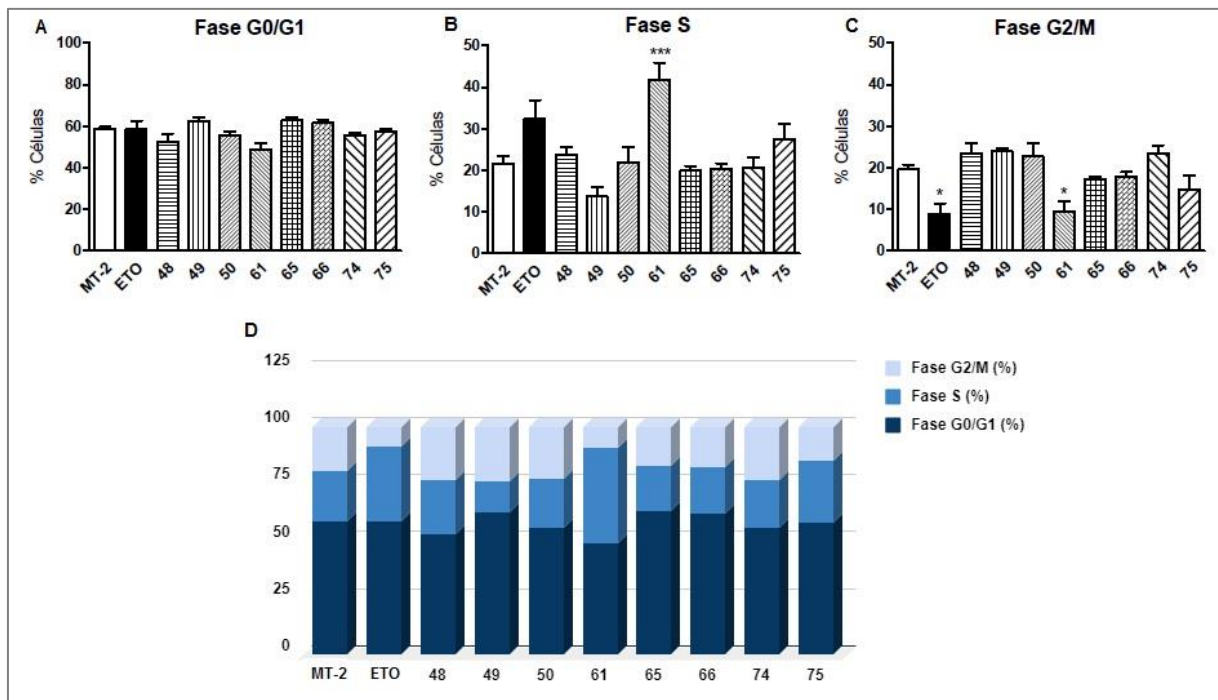 A
Fase G0/G1
% Células
100
80
60
40
20
0
MT-2
ETO
48
49
50
61
65
66
74
75
B
Fase S
% Células
50
40
30
20
10
0
***
MT-2
ETO
48
49
50
61
65
66
74
75
C
Fase G2/M
% Células
50
40
30
20
10
0
*
*
MT-2
ETO
48
49
50
61
65
66
74
75
D
125
100
75
50
25
0
MT-2 ETO 48 49 50 61 65 66 74 75
Fase G2/M (%)
Fase S (%)
Fase G0/G1 (%)